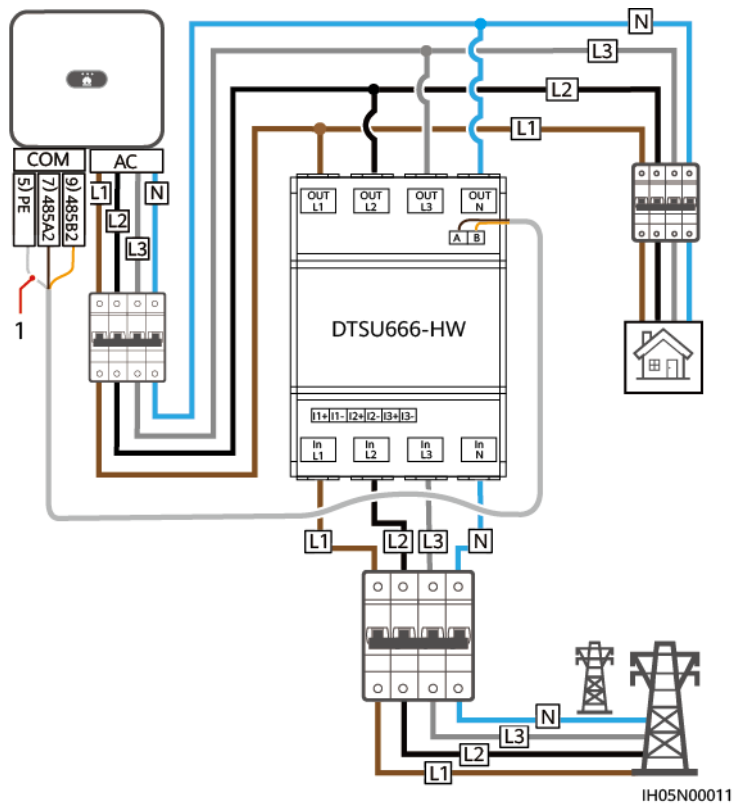 N
L3
L2
L1
COM
AC
5) PE
7) 485A2
9) 485B2
L1
L2
L3
N
1
OUT
L1
OUT
L2
OUT
L3
OUT
N
A B
DTSU666-HW
I1+ I1- I2+ I2- I3+ I3-
In
L1
In
L2
In
L3
In
N
L1
L2
L3
N
N
L3
L2
L1
IH05N00011